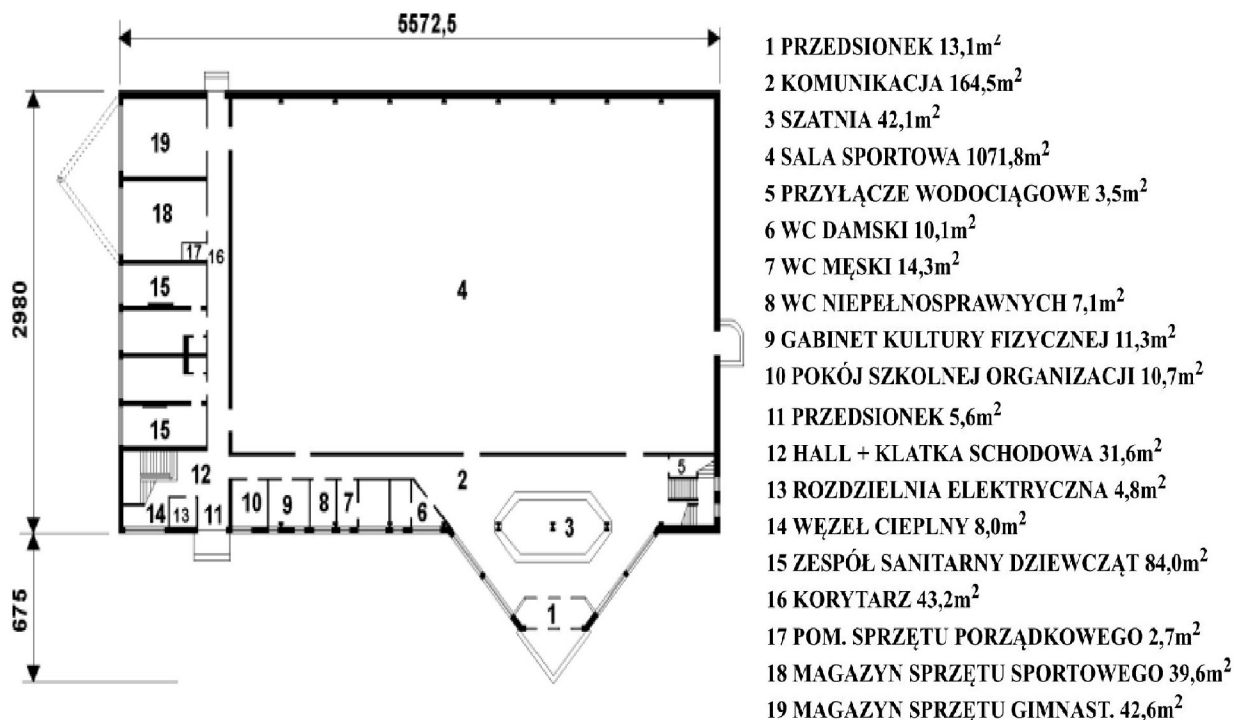 5572,5
2980
675
19
18
17
16
15
15
4
12
14
13
11
10
9
8
7
6
2
5
3
1
1 PRZEDSIONEK 13,1m²
2 KOMUNIKACJA 164,5m²
3 SZATNIA 42,1m²
4 SALA SPORTOWA 1071,8m²
5 PRZYŁĄCZE WODOCIĄGOWE 3,5m²
6 WC DAMSKI 10,1m²
7 WC MĘSKI 14,3m²
8 WC NIEPEŁNOSPRAWNYCH 7,1m²
9 GABINET KULTURY FIZYCZNEJ 11,3m²
10 POKÓJ SZKOLNEJ ORGANIZACJI 10,7m²
11 PRZEDSIONEK 5,6m²
12 HALL + KLATKA SCHODOWA 31,6m²
13 ROZDZIELNIA ELEKTRYCZNA 4,8m²
14 WĘZEŁ CIEPLNY 8,0m²
15 ZESPÓŁ SANITARNY DZIEWCZĄT 84,0m²
16 KORYTARZ 43,2m²
17 POM. SPRZĘTU PORZĄDKOWEGO 2,7m²
18 MAGAZYN SPRZĘTU SPORTOWEGO 39,6m²
19 MAGAZYN SPRZĘTU GIMNAST. 42,6m²